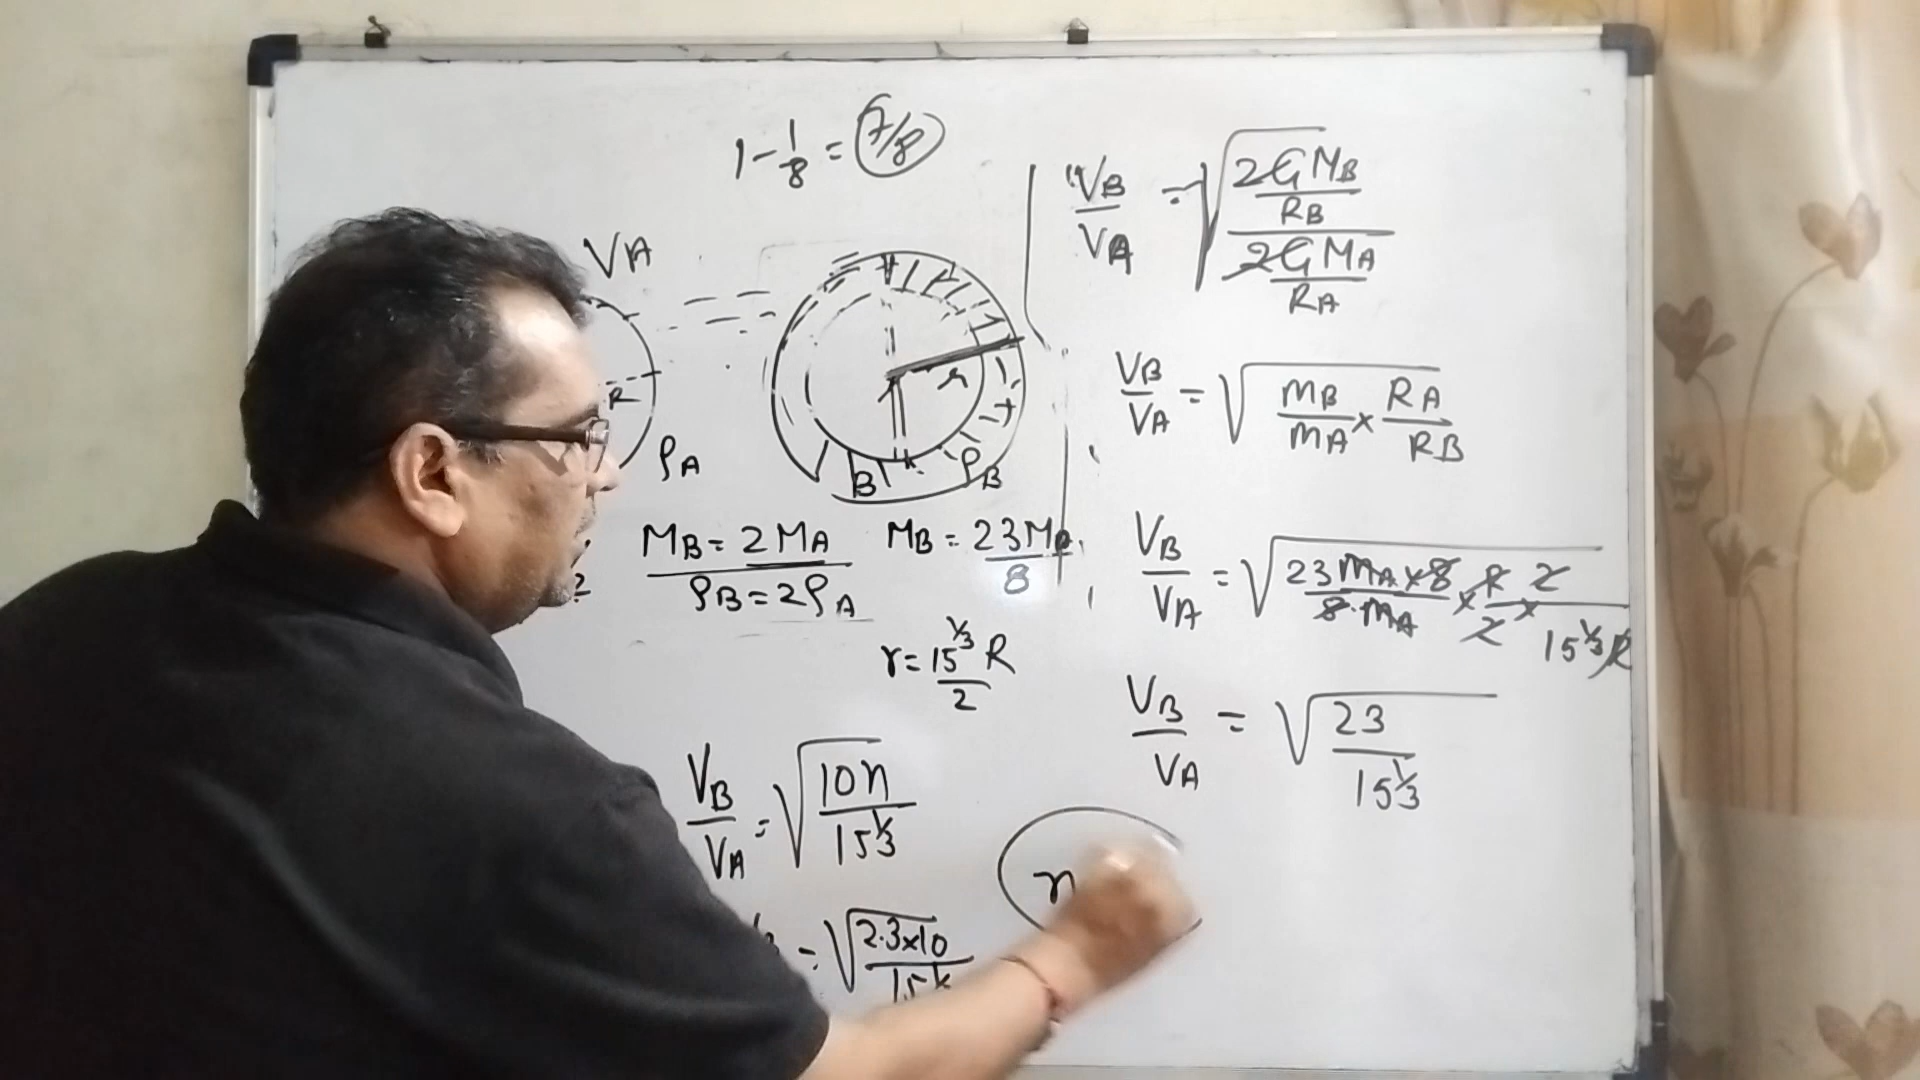 1 - 1/8 = 7/8
VA
R
ρA
r
B
ρB
MB = 2MA
ρB = 2ρA
MB = 23MA/8
r = 15^1/3 R/2
VB/VA = √(10n/15^1/3)
= √(2.3×10/15^1/3)
n
VB/VA = √((2GMB/RB)/(2GMA/RA))
VB/VA = √(MB/MA × RA/RB)
VB/VA = √(23MA×8/8·MA × R/2 × 2/15^1/3 R)
VB/VA = √(23/15^1/3)